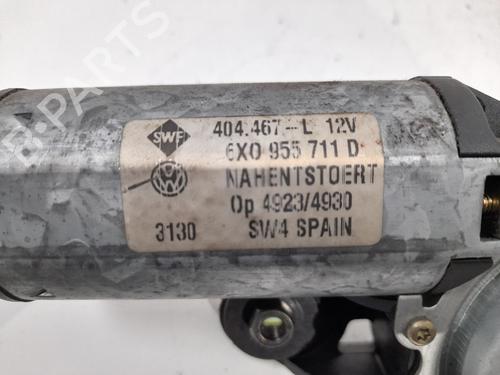 SWF 404.467-L 12V
6X0 955 711 D
NAHENTSTOERT
Op 4923/4930
3130 SW4 SPAIN
B-Parts